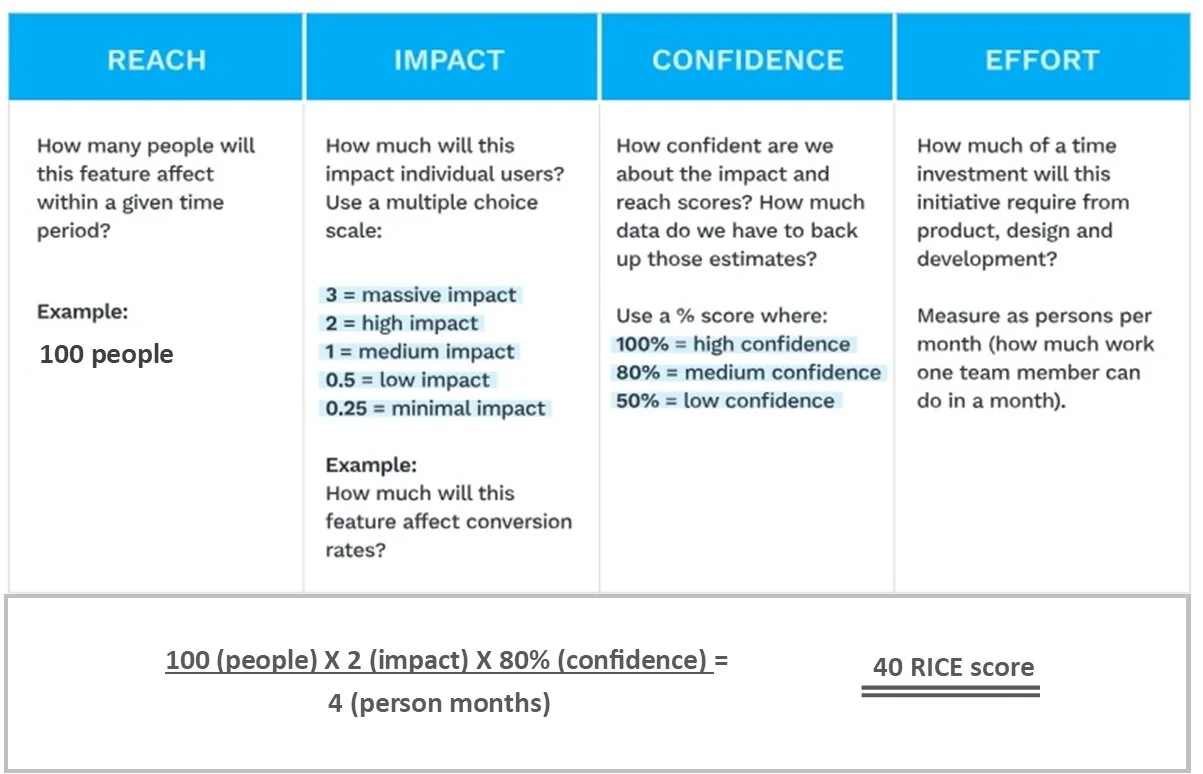 REACH
How many people will
this feature affect
within a given time
period?
Example:
100 people
IMPACT
How much will this
impact individual users?
Use a multiple choice
scale:
3 = massive impact
2 = high impact
1 = medium impact
0.5 = low impact
0.25 = minimal impact
Example:
How much will this
feature affect conversion
rates?
CONFIDENCE
How confident are we
about the impact and
reach scores? How much
data do we have to back
up those estimates?
Use a % score where:
100% = high confidence
80% = medium confidence
50% = low confidence
EFFORT
How much of a time
investment will this
initiative require from
product, design and
development?
Measure as persons per
month (how much work
one team member can
do in a month).
100 (people) X 2 (impact) X 80% (confidence) =
4 (person months)
40 RICE score